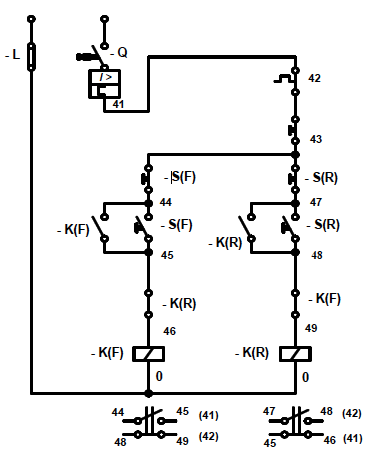 - L
- Q
I >
41
42
43
- S(F)
- S(R)
44
47
- K(F)
- S(F)
- K(R)
- S(R)
45
48
- K(R)
- K(F)
46
49
- K(F)
- K(R)
0
0
44 45 (41)
48 49 (42)
47 48 (42)
45 46 (41)